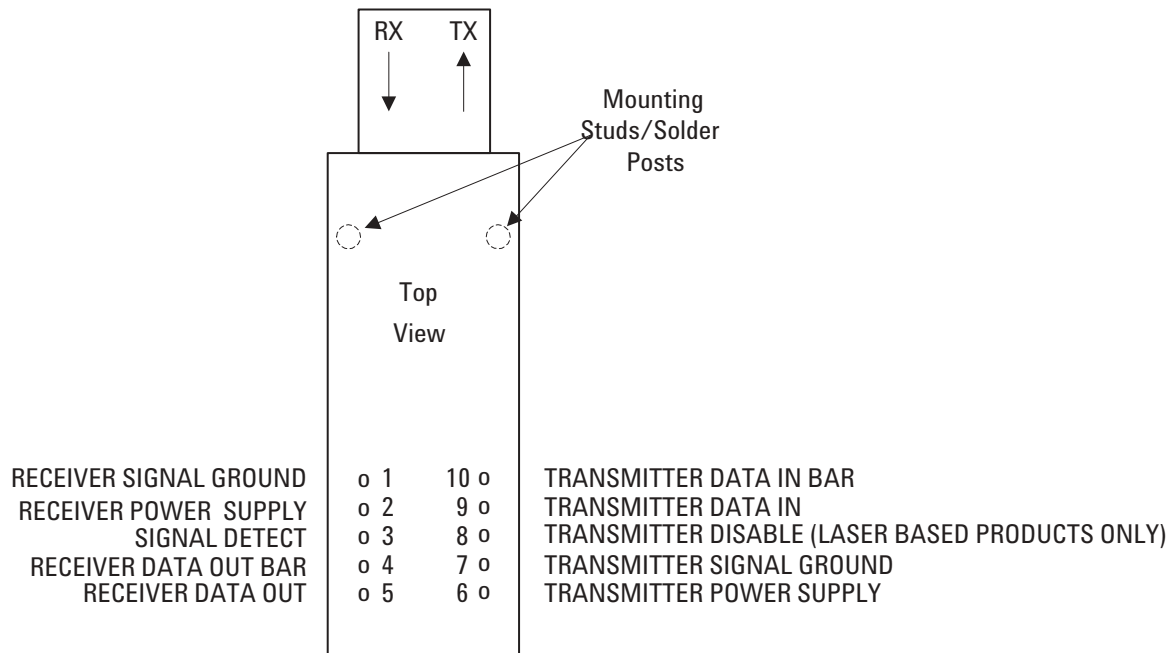 RX TX
Mounting
Studs/Solder
Posts
Top
View
RECEIVER SIGNAL GROUND o 1 10 o TRANSMITTER DATA IN BAR
RECEIVER POWER SUPPLY o 2 9 o TRANSMITTER DATA IN
SIGNAL DETECT o 3 8 o TRANSMITTER DISABLE (LASER BASED PRODUCTS ONLY)
RECEIVER DATA OUT BAR o 4 7 o TRANSMITTER SIGNAL GROUND
RECEIVER DATA OUT o 5 6 o TRANSMITTER POWER SUPPLY